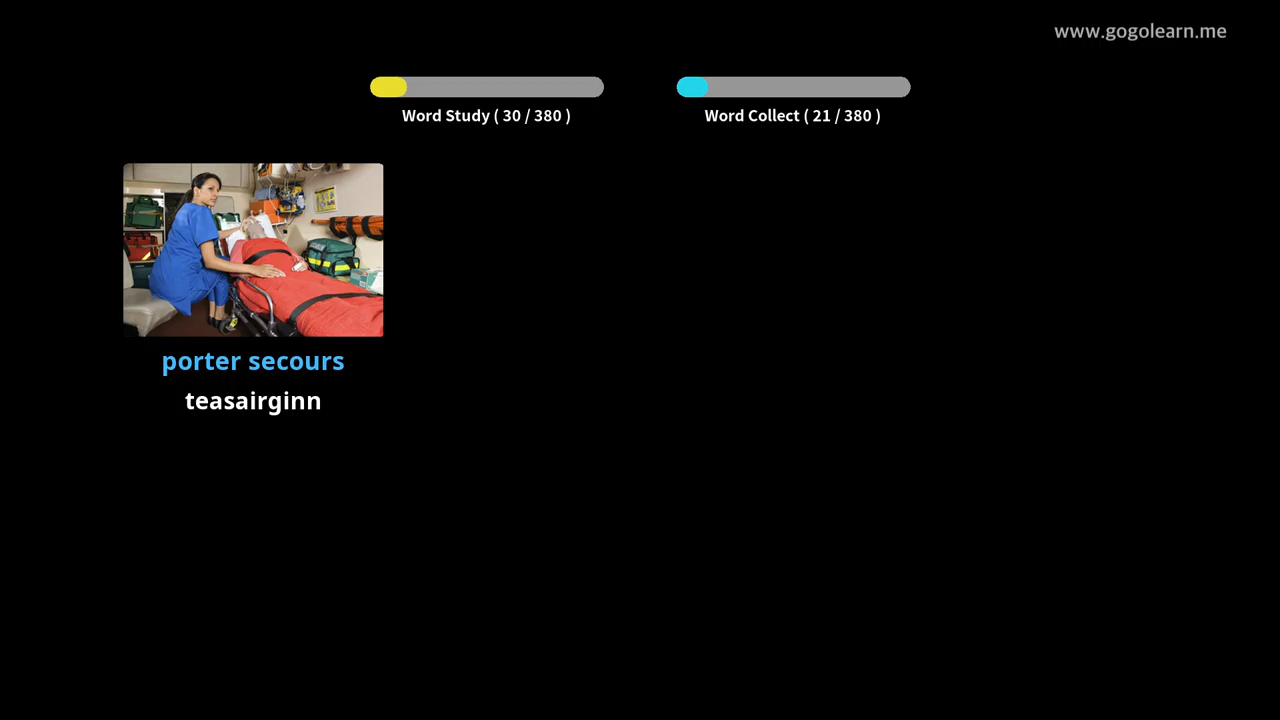 www.gogolearn.me
Word Study ( 30 / 380 )
Word Collect ( 21 / 380 )
porter secours
teasairginn